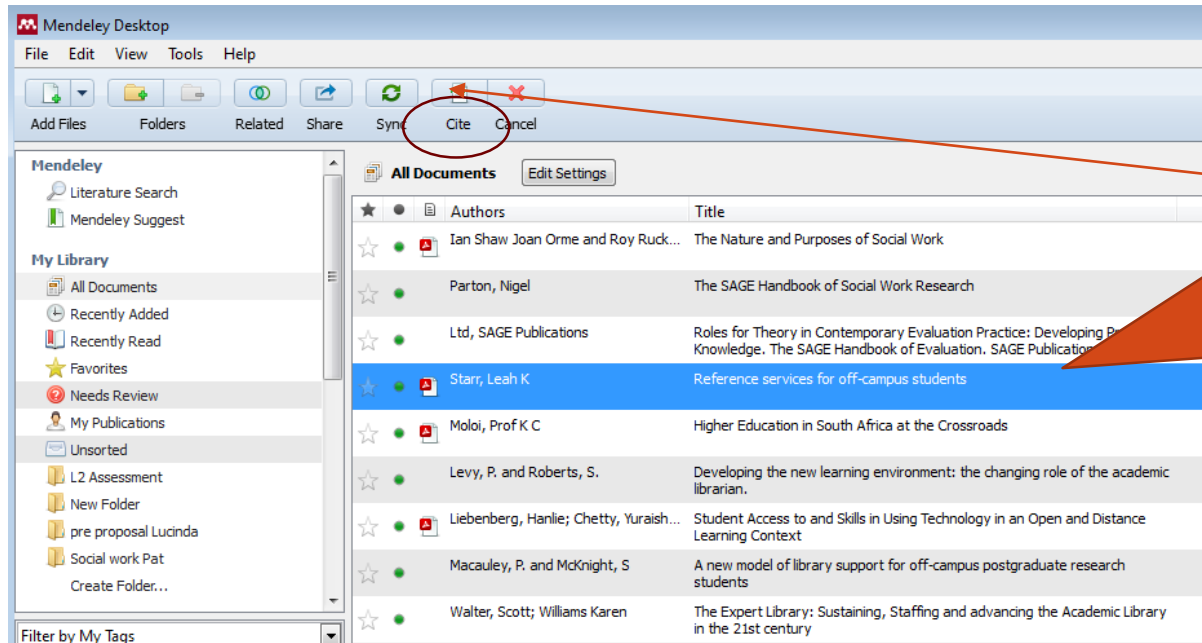 Mendeley Desktop
File Edit View Tools Help
Add Files Folders Related Share Sync Cite Cancel
Mendeley
Literature Search
Mendeley Suggest
My Library
All Documents
Recently Added
Recently Read
Favorites
Needs Review
My Publications
Unsorted
L2 Assessment
New Folder
pre proposal Lucinda
Social work Pat
Create Folder...
Filter by My Tags
All Documents Edit Settings
Authors Title
Ian Shaw Joan Orme and Roy Ruck... The Nature and Purposes of Social Work
Parton, Nigel The SAGE Handbook of Social Work Research
Ltd, SAGE Publications Roles for Theory in Contemporary Evaluation Practice: Developing
Knowledge. The SAGE Handbook of Evaluation. SAGE
Starr, Leah K Reference services for off-campus students
Moloi, Prof K C Higher Education in South Africa at the Crossroads
Levy, P. and Roberts, S. Developing the new learning environment: the changing role of the academic
librarian.
Liebenberg, Hanlie; Chetty, Yuraish... Student Access to and Skills in Using Technology in an Open and Distance
Learning Context
Macauley, P. and McKnight, S A new model of library support for off-campus postgraduate research
students
Walter, Scott; Williams Karen The Expert Library: Sustaining, Staffing and advancing the Academic Library
in the 21st century